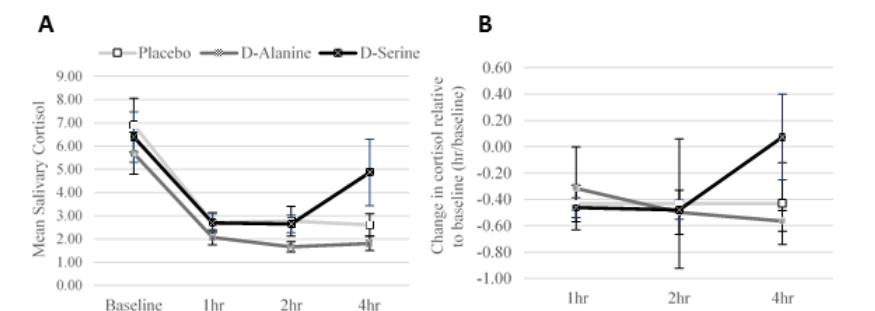 A
B
Placebo D-Alanine D-Serine
Mean Salivary Cortisol
9.00
8.00
7.00
6.00
5.00
4.00
3.00
2.00
1.00
0.00
Baseline 1hr 2hr 4hr
Change in cortisol relative
to baseline (hr/baseline)
0.60
0.40
0.20
0.00
-0.20
-0.40
-0.60
-0.80
-1.00
1hr 2hr 4hr